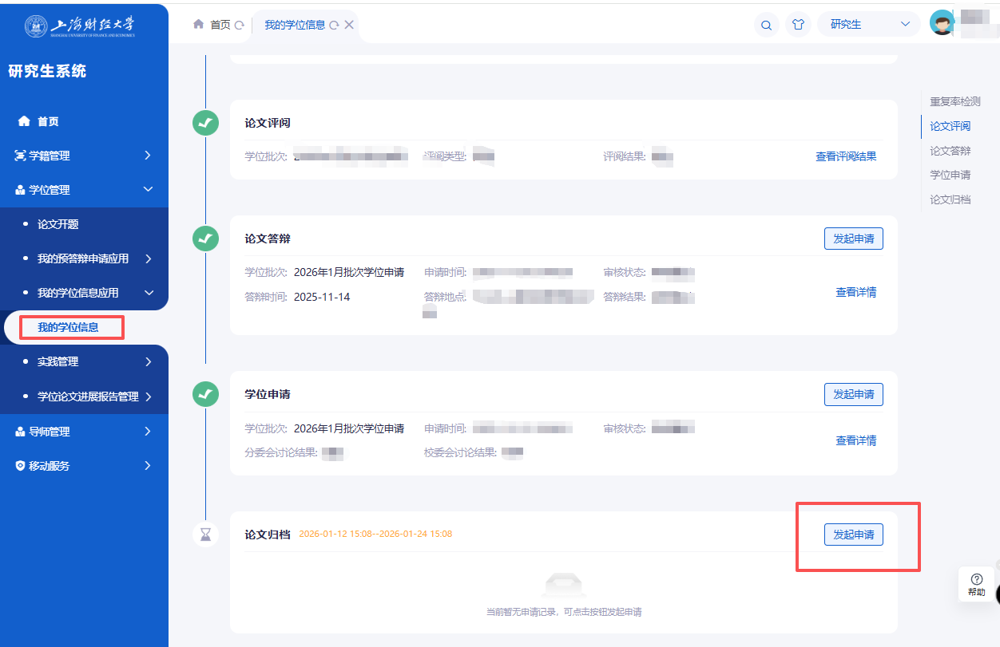 上海财经大学
SHANGHAI UNIVERSITY OF FINANCE AND ECONOMICS
研究生系统
首页
学籍管理
学位管理
论文开题
我的预答辩申请应用
我的学位信息应用
我的学位信息
实践管理
学位论文进展报告管理
导师管理
移动服务
首页
我的学位信息
研究生
论文评阅
学位批次:
评阅类型:
评阅结果:
查看评阅结果
论文答辩
发起申请
学位批次: 2026年1月批次学位申请
申请时间:
审核状态:
答辩时间: 2025-11-14
答辩地点:
答辩结果:
查看详情
学位申请
发起申请
学位批次: 2026年1月批次学位申请
申请时间:
审核状态:
分委会讨论结果:
校委会讨论结果:
查看详情
论文归档 2026-01-12 15:08--2026-01-24 15:08
发起申请
当前暂无申请记录，可点击按钮发起申请
重复率检测
论文评阅
论文答辩
学位申请
论文归档
帮助